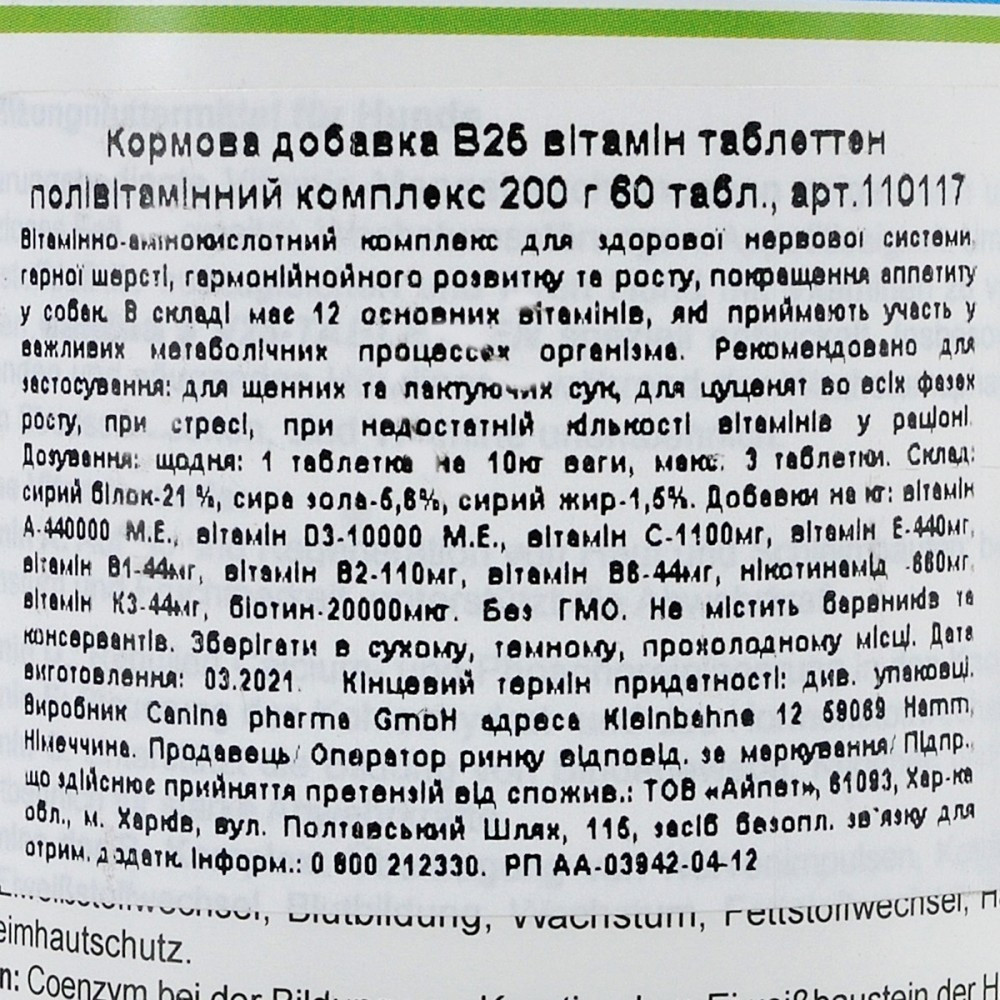 Кормова добавка В25 вітамін таблеттен
полівітамінний комплекс 200 г 60 табл., арт.110117
Вітамінно-амінокислотний комплекс для здорової нервової системи,
гарної шерсті, гармонійнойного розвитку та росту, покращення аппетиту
у собак. В складі має 12 основних вітамінів, які приймають участь у
важливих метаболічних процессех організма. Рекомендовано для
застосування: для щенних та лактуючих сук, для цуценят во всіх фазах
росту, при стресі, при недостатній кількості вітамінів у раціоні.
Дозування: щодня: 1 таблетка на 10кг ваги, макс. 3 таблетки. Склад:
сирий білок-21 %, сира зола-6,6%, сирий жир-1,5%. Добавки на кг: вітамін
А-440000 М.Е., вітамін D3-10000 М.Е., вітамін С-1100мг, вітамін Е-440мг,
вітамін В1-44мг, вітамін В2-110мг, вітамін В6-44мг, нікотинамід -660мг,
вітамін К3-44мг, біотин-20000мкг. Без ГМО. Не містить барвників та
консервантів. Зберігати в сухому, темному, прохолодному місці. Дата
виготовлення: 03.2021. Кінцевий термін придатності: див. упаковці.
Виробник Canina pharma GmbH адреса Kleinbahne 12 59069 Hamm,
Німеччина. Продавець/ Оператор ринку відповід. за маркування/ Підпр.,
що здійснює прийняття претензій від спожив.: ТОВ «Айпет», 61093, Хар-ка
обл., м. Харків, вул. Полтавський Шлях, 115, засіб безопл. зв'язку для
отрим. додатк. Інформ.: 0 800 212330. РП АА-03942-04-12
Blutbildung, Wachstum, Fettstoffwechsel,
eimhautschutz.
Coenzym bei der